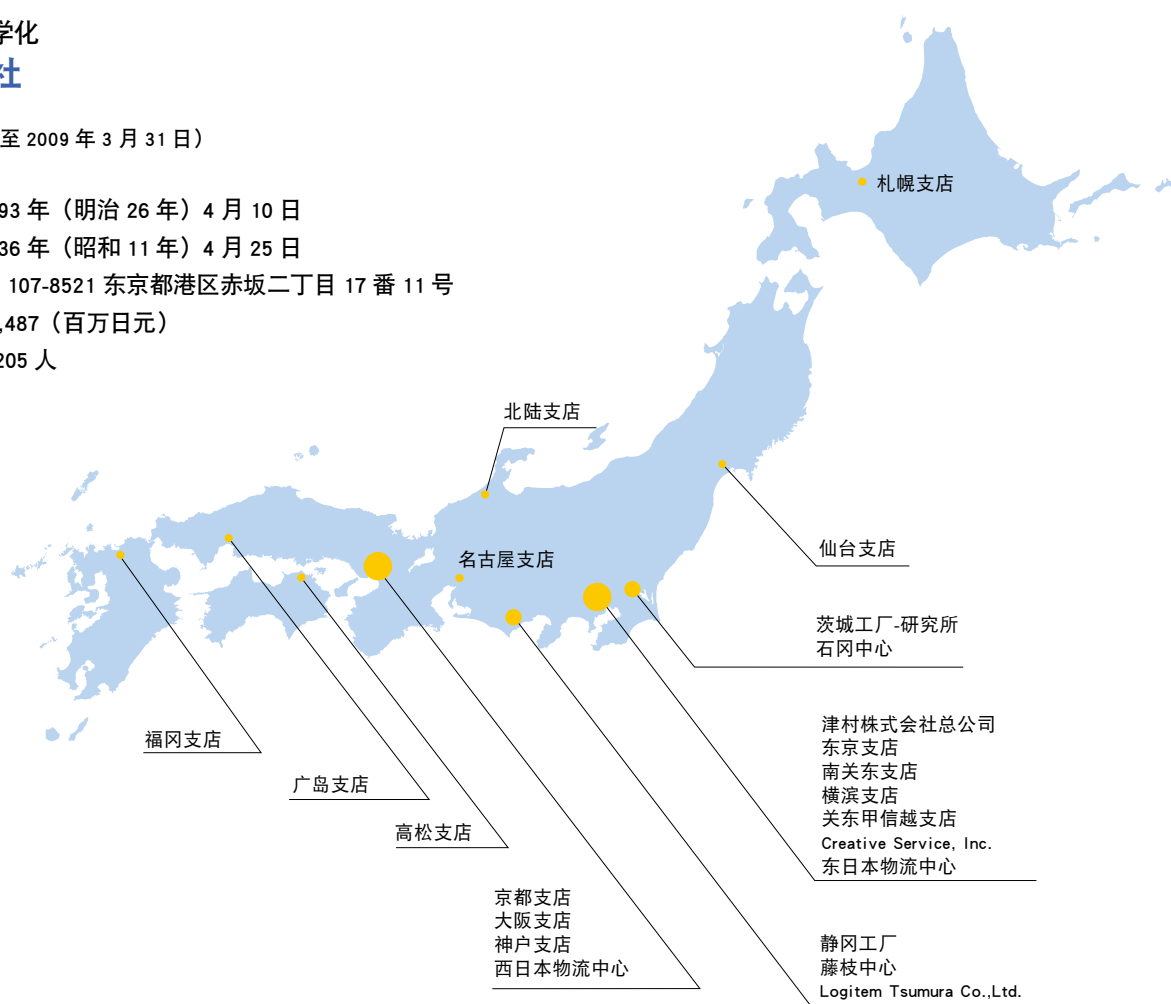 学化
社
至 2009 年 3 月 31 日）
93 年（明治 26 年）4 月 10 日
36 年（昭和 11 年）4 月 25 日
107-8521 东京都港区赤坂二丁目 17 番 11 号
,487（百万日元）
205 人
札幌支店
北陆支店
名古屋支店
仙台支店
茨城工厂-研究所
石冈中心
福冈支店
广岛支店
高松支店
津村株式会社总公司
东京支店
南关东支店
横滨支店
关东甲信越支店
Creative Service, Inc.
东日本物流中心
京都支店
大阪支店
神户支店
西日本物流中心
静冈工厂
藤枝中心
Logitem Tsumura Co.,Ltd.